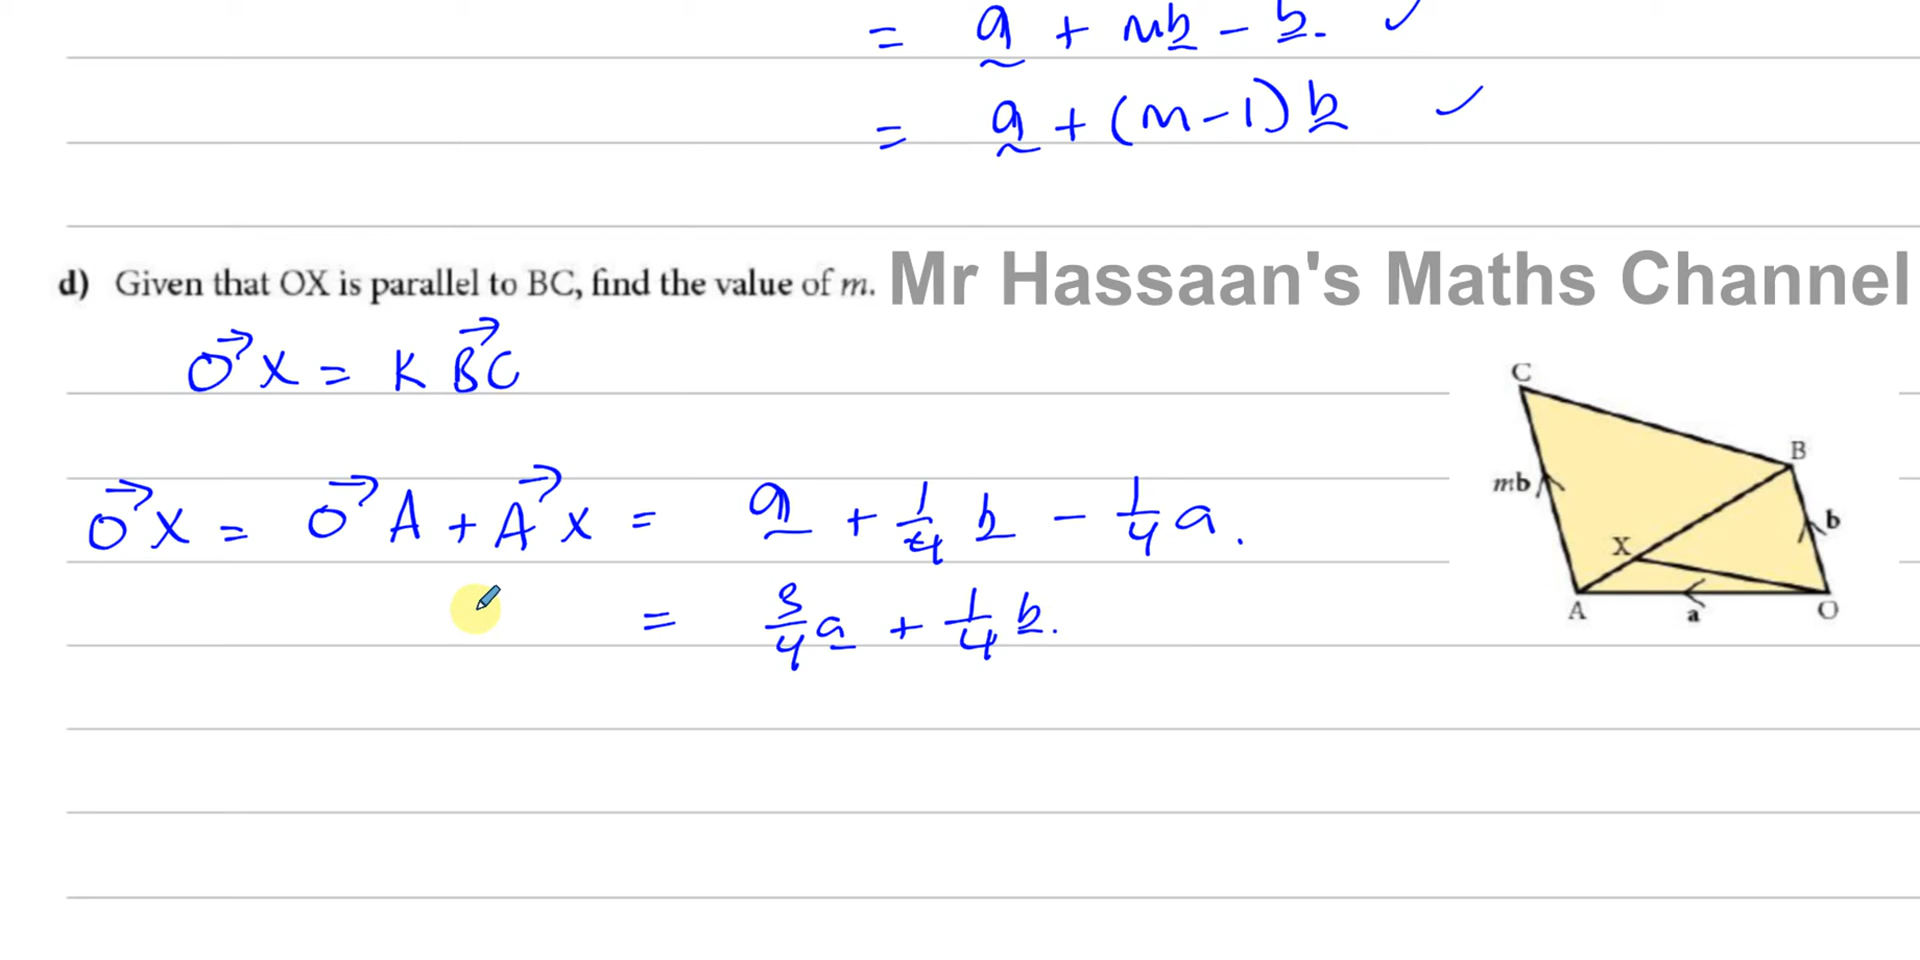 = a + mb - b. ✓
= a + (m-1)b ✓
d) Given that OX is parallel to BC, find the value of m.
Mr Hassaan's Maths Channel
OX = K BC
OX = OA + AX = a + 1/4 b - 1/4 a.
= 3/4 a + 1/4 b.
C
B
mb
b
X
A
a
O